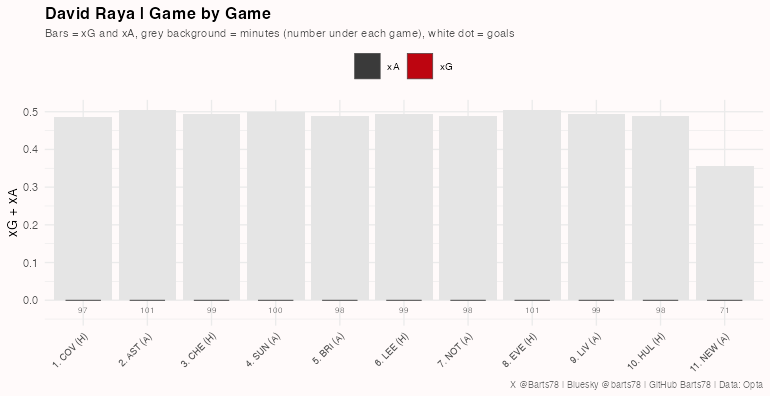 David Raya | Game by Game
Bars = xG and xA, grey background = minutes (number under each game), white dot = goals
xA xG
xG + xA
0.5
0.4
0.3
0.2
0.1
0.0
97 101 99 100 98 99 98 101 99 98 71
1. COV (H)
2. AST (A)
3. CHE (H)
4. SUN (A)
5. BRI (A)
6. LEE (H)
7. NOT (A)
8. EVE (H)
9. LIV (A)
10. HUL (H)
11. NEW (A)
X @Barts78 | Bluesky @barts78 | GitHub Barts78 | Data: Opta